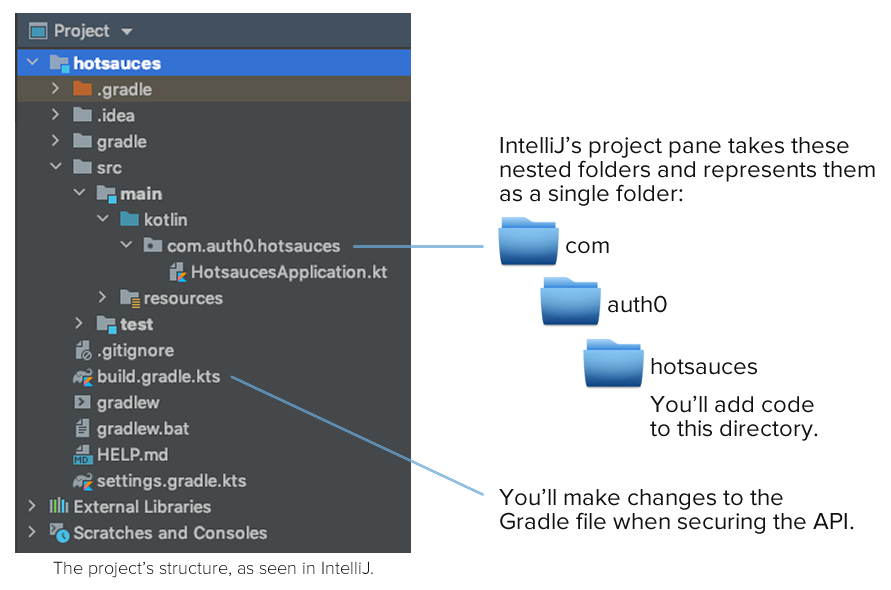 Project
hotsauces
.gradle
.idea
gradle
src
main
kotlin
com.auth0.hotsauces
HotsaucesApplication.kt
resources
test
.gitignore
build.gradle.kts
gradlew
gradlew.bat
MD HELP.md
settings.gradle.kts
External Libraries
Scratches and Consoles
The project’s structure, as seen in IntelliJ.
IntelliJ’s project pane takes these
nested folders and represents them
as a single folder:
com
auth0
hotsauces
You’ll add code
to this directory.
You’ll make changes to the
Gradle file when securing the API.